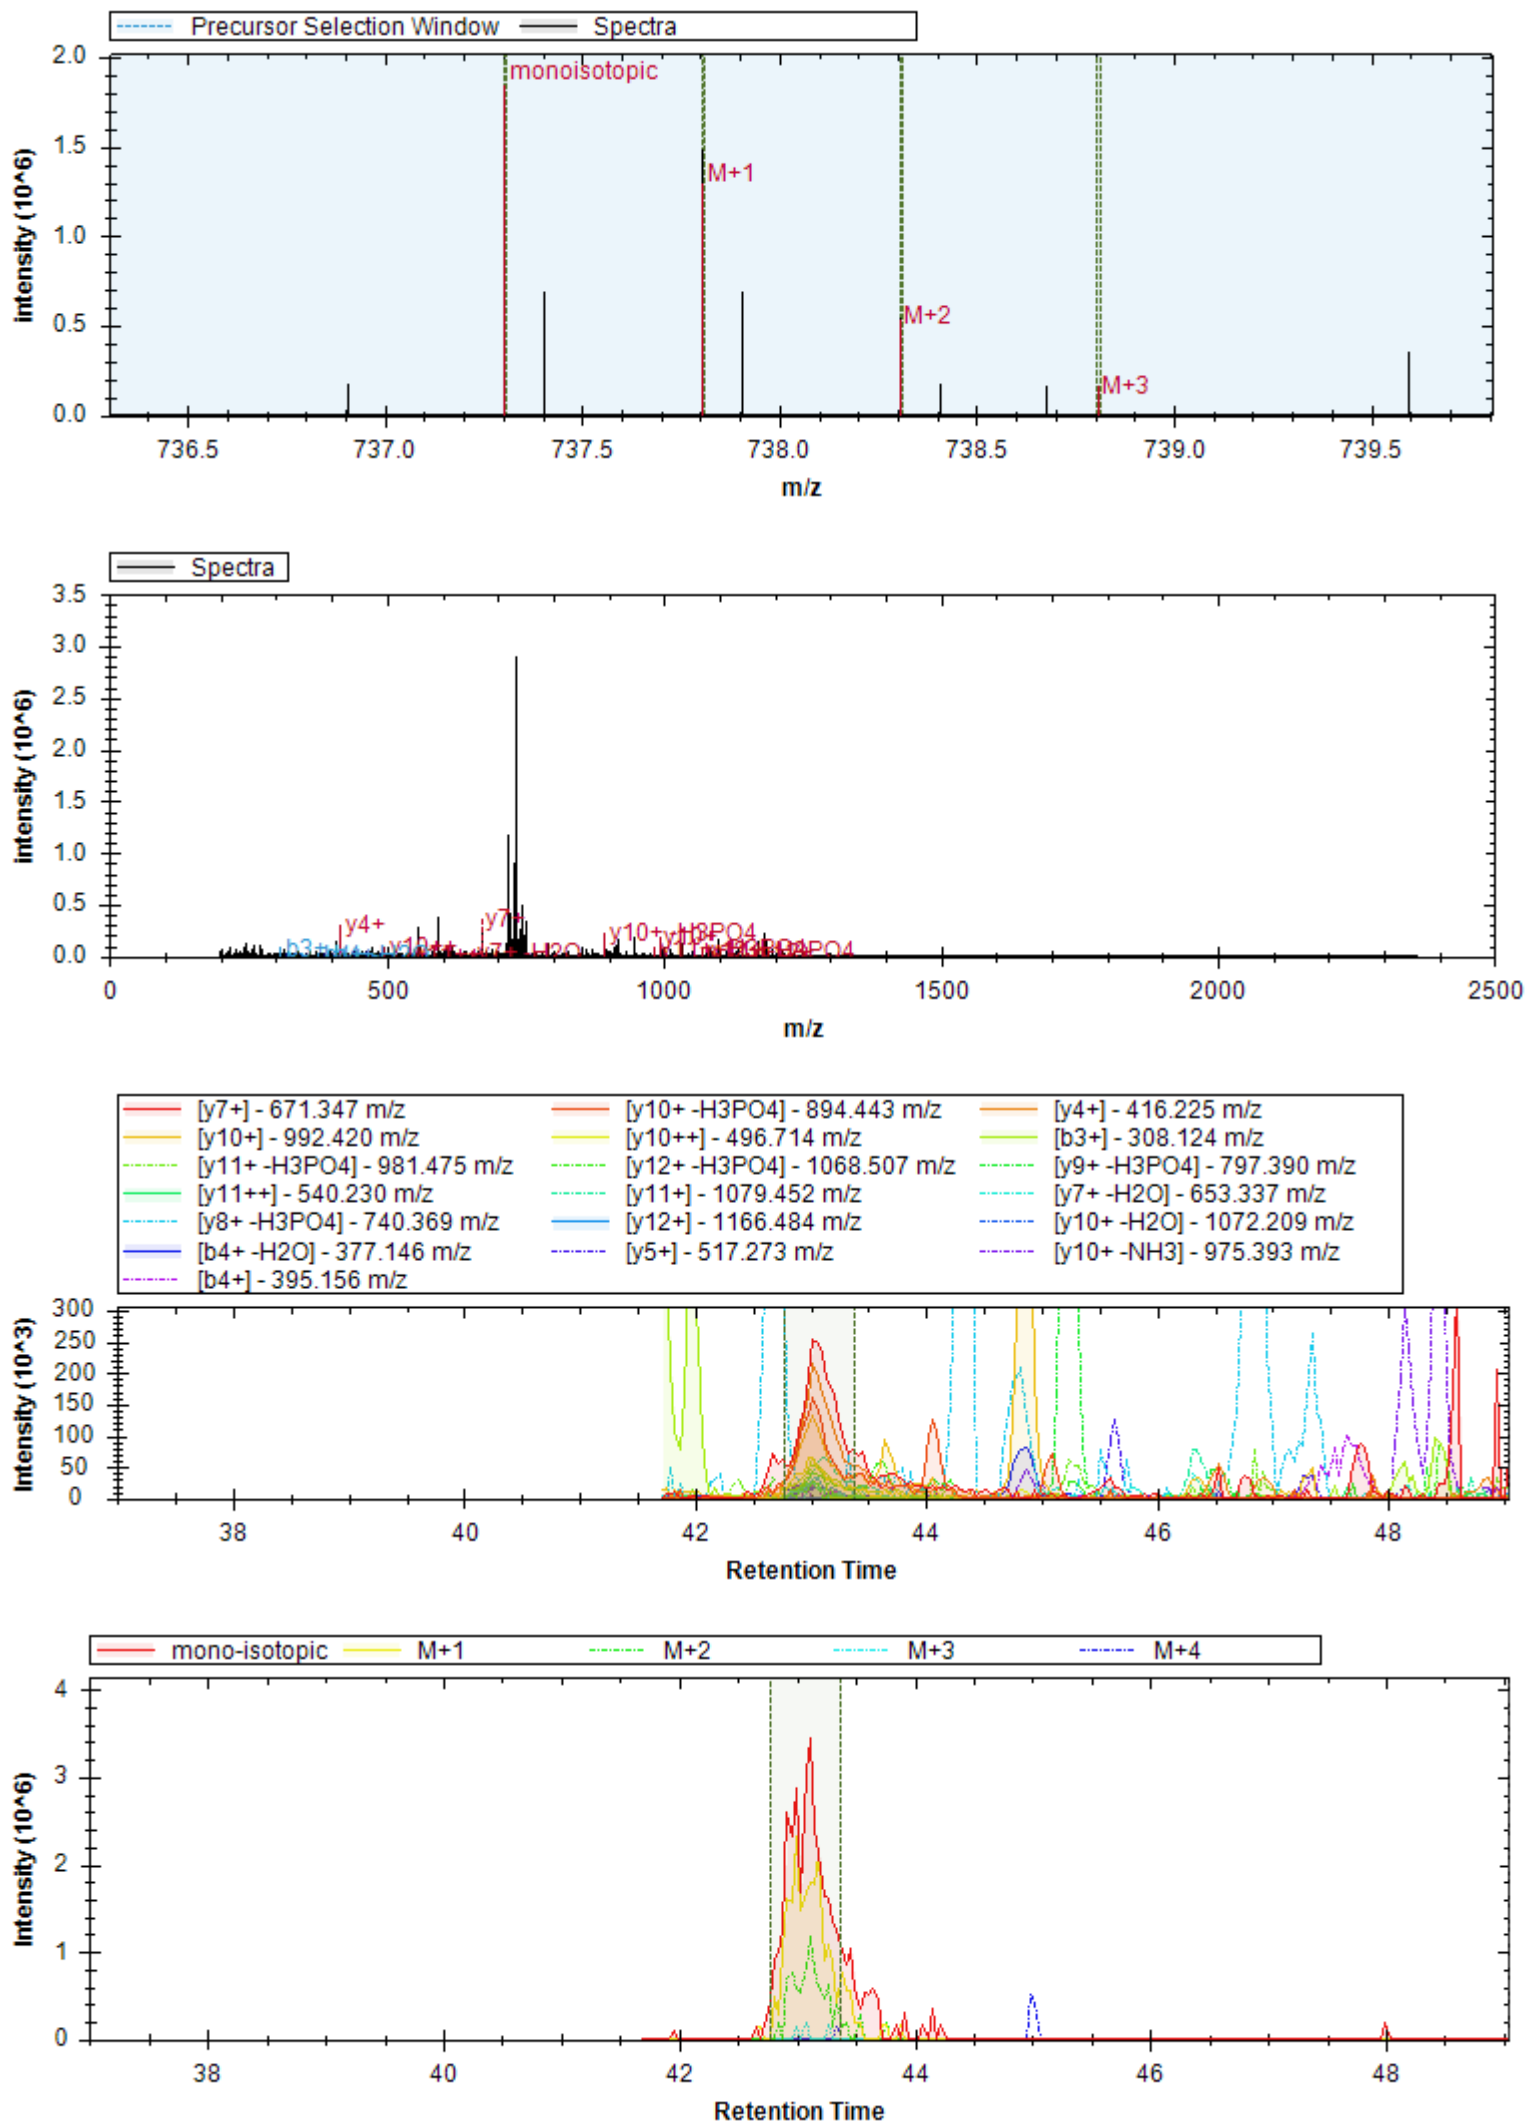 Precursor Selection Window Spectra
2.0
1.5
1.0
0.5
0.0
intensity (10^6)
monoisotopic
M+1
M+2
M+3
736.5 737.0 737.5 738.0 738.5 739.0 739.5
m/z
Spectra
3.5
3.0
2.5
2.0
1.5
1.0
0.5
0.0
intensity (10^6)
b3+ y4+ y10++ y7+ y7+ -H2O y10+ -H3PO4
0 500 1000 1500 2000 2500
m/z
[y7+] - 671.347 m/z [y10+ -H3PO4] - 894.443 m/z [y4+] - 416.225 m/z
[y10+] - 992.420 m/z [y10++] - 496.714 m/z [b3+] - 308.124 m/z
[y11+ -H3PO4] - 981.475 m/z [y12+ -H3PO4] - 1068.507 m/z [y9+ -H3PO4] - 797.390 m/z
[y11++] - 540.230 m/z [y11+] - 1079.452 m/z [y7+ -H2O] - 653.337 m/z
[y8+ -H3PO4] - 740.369 m/z [y12+] - 1166.484 m/z [y10+ -H2O] - 1072.209 m/z
[b4+ -H2O] - 377.146 m/z [y5+] - 517.273 m/z [y10+ -NH3] - 975.393 m/z
[b4+] - 395.156 m/z
300
250
200
150
100
50
0
Intensity (10^3)
38 40 42 44 46 48
Retention Time
mono-isotopic M+1 M+2 M+3 M+4
4
3
2
1
0
Intensity (10^6)
38 40 42 44 46 48
Retention Time